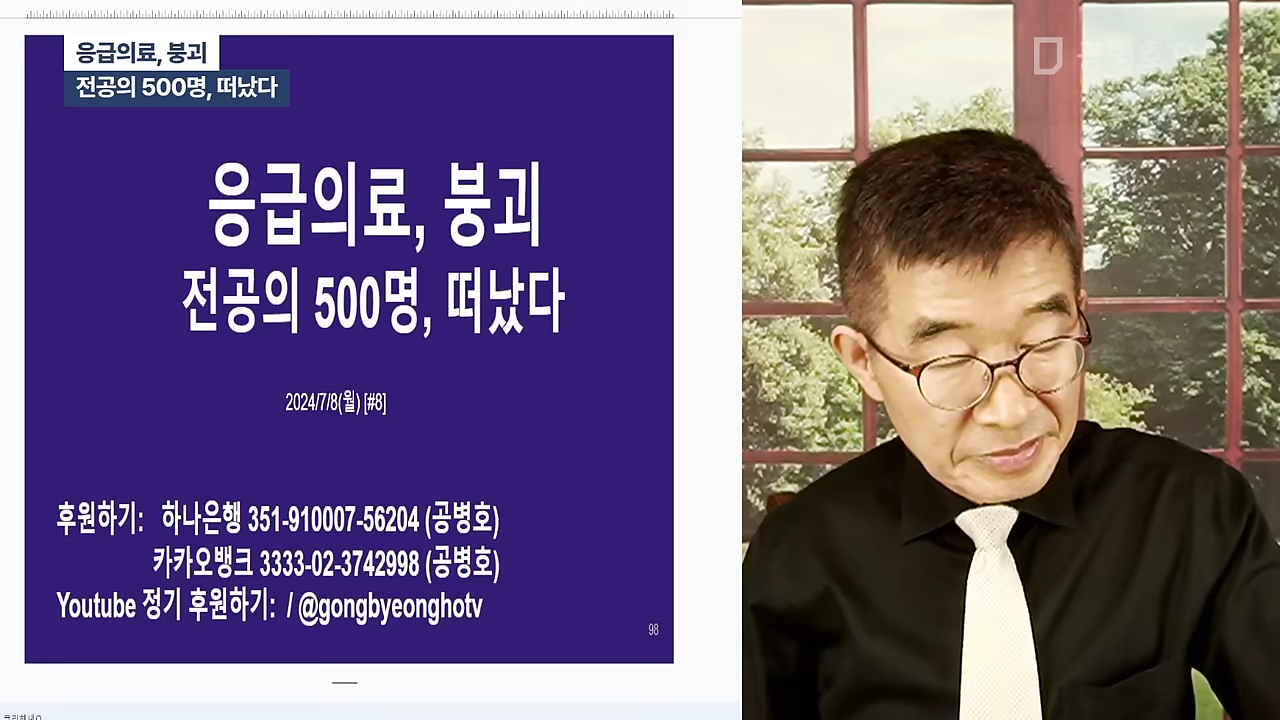 응급의료, 붕괴
전공의 500명, 떠났다
응급의료, 붕괴
전공의 500명, 떠났다
2024/7/8(월) [#8]
후원하기: 하나은행 351-910007-56204 (공병호)
카카오뱅크 3333-02-3742998 (공병호)
Youtube 정기 후원하기: / @gongbyeonghotv
98